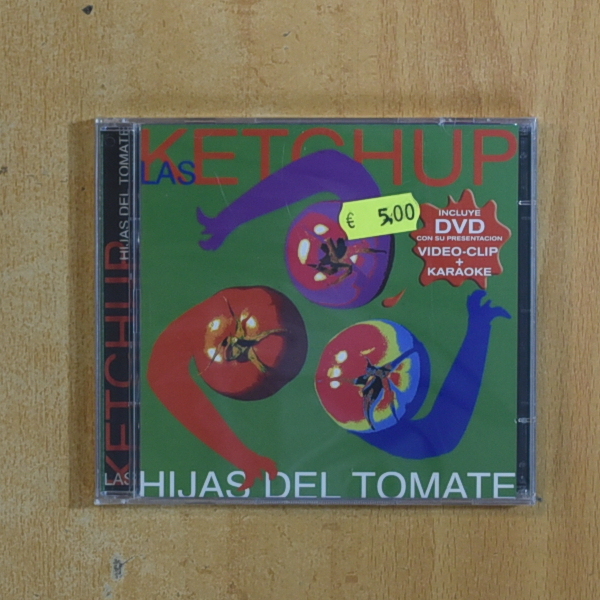 KETCHUP
LAS
€ 5,00
INCLUYE
DVD
CON SU PRESENTACION
VIDEO-CLIP
+
KARAOKE
HIJAS DEL TOMATE
LAS KETCHUP
HIJAS DEL TOMATE